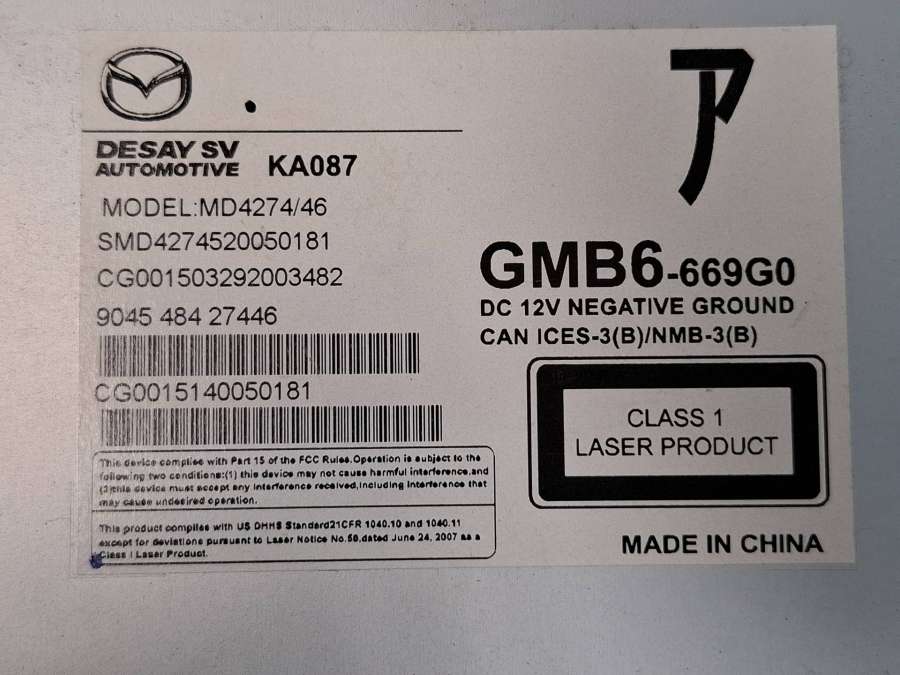 DESAY SV
AUTOMOTIVE KA087
MODEL:MD4274/46
SMD4274520050181
CG001503292003482
9045 484 27446
CG0015140050181
This device complies with Part 15 of the FCC Rules.Operation is subject to the
following two conditions:(1) this device may not cause harmful interference,and
(2)this device must accept any interference received,including interference that
may cause undesired operation.
This product complies with US DHHS Standard21CFR 1040.10 and 1040.11
except for deviations pursuant to Laser Notice No.50,dated June 24, 2007 as a
Class I Laser Product.
ア
GMB6-669G0
DC 12V NEGATIVE GROUND
CAN ICES-3(B)/NMB-3(B)
CLASS 1
LASER PRODUCT
MADE IN CHINA